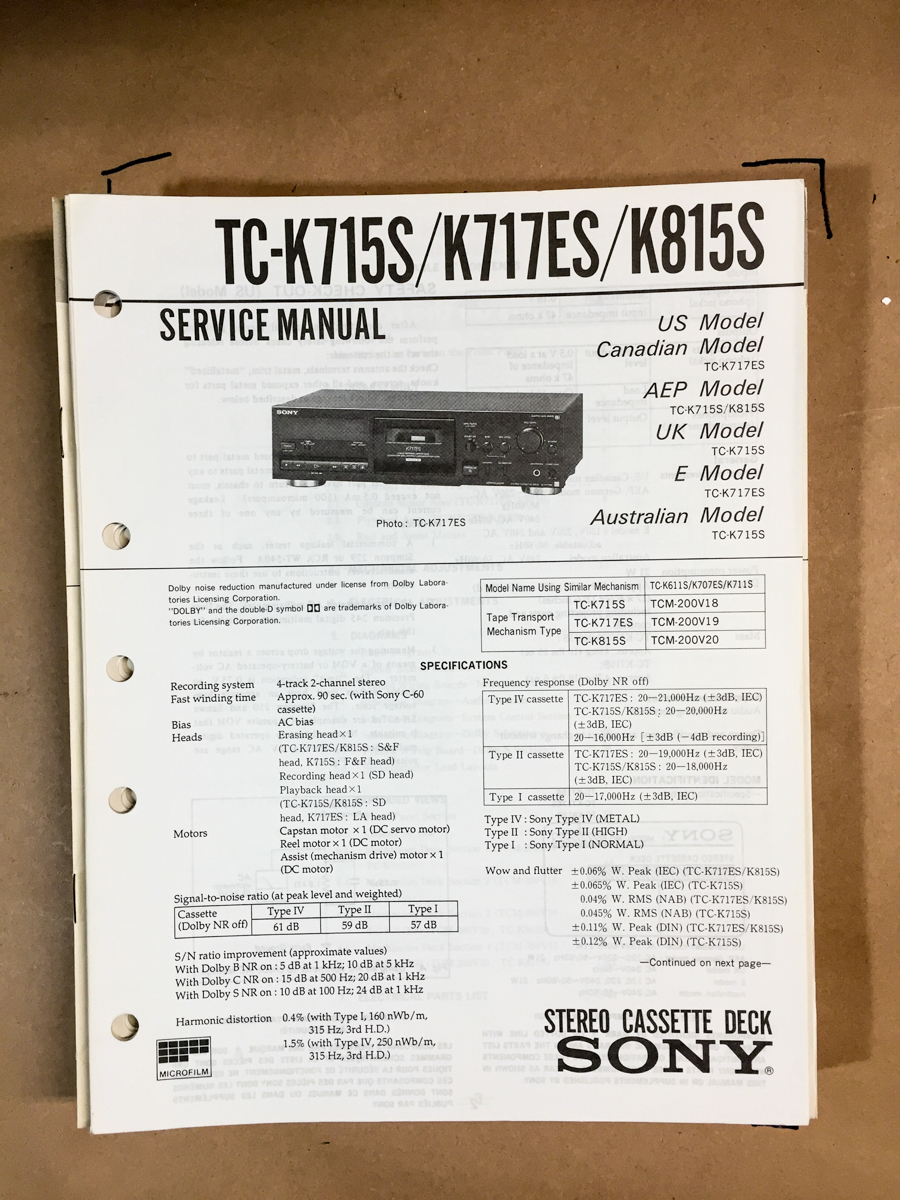 TC-K715S/K717ES/K815S
SERVICE MANUAL
US Model
Canadian Model
TC-K717ES
AEP Model
TC-K715S/K815S
UK Model
TC-K715S
E Model
TC-K717ES
Australian Model
TC-K715S
SONY
Photo : TC-K717ES
Dolby noise reduction manufactured under license from Dolby Labora-
tories Licensing Corporation.
"DOLBY" and the double-D symbol are trademarks of Dolby Labora-
tories Licensing Corporation.
Model Name Using Similar Mechanism TC-K611S/K707ES/K711S
Tape Transport Mechanism Type TC-K715S TCM-200V18
TC-K717ES TCM-200V19
TC-K815S TCM-200V20
SPECIFICATIONS
Recording system 4-track 2-channel stereo
Fast winding time Approx. 90 sec. (with Sony C-60
cassette)
Bias AC bias
Heads Erasing head×1
(TC-K717ES/K815S : S&F
head, K715S : F&F head)
Recording head×1 (SD head)
Playback head×1
(TC-K715S/K815S : SD
head, K717ES : LA head)
Motors Capstan motor ×1 (DC servo motor)
Reel motor×1 (DC motor)
Assist (mechanism drive) motor×1
(DC motor)
Signal-to-noise ratio (at peak level and weighted)
Cassette (Dolby NR off) Type IV Type II Type I
61 dB 59 dB 57 dB
S/N ratio improvement (approximate values)
With Dolby B NR on : 5 dB at 1 kHz; 10 dB at 5 kHz
With Dolby C NR on : 15 dB at 500 Hz; 20 dB at 1 kHz
With Dolby S NR on : 10 dB at 100 Hz; 24 dB at 1 kHz
Harmonic distortion 0.4% (with Type I, 160 nWb/m,
315 Hz, 3rd H.D.)
1.5% (with Type IV, 250 nWb/m,
315 Hz, 3rd H.D.)
MICROFILM
Frequency response (Dolby NR off)
Type IV cassette TC-K717ES : 20—21,000Hz (±3dB, IEC)
TC-K715S/K815S : 20—20,000Hz
(±3dB, IEC)
20—16,000Hz [±3dB (−4dB recording)]
Type II cassette TC-K717ES : 20—19,000Hz (±3dB, IEC)
TC-K715S/K815S : 20—18,000Hz
(±3dB, IEC)
Type I cassette 20—17,000Hz (±3dB, IEC)
Type IV : Sony Type IV (METAL)
Type II : Sony Type II (HIGH)
Type I : Sony Type I (NORMAL)
Wow and flutter ±0.06% W. Peak (IEC) (TC-K717ES/K815S)
±0.065% W. Peak (IEC) (TC-K715S)
0.04% W. RMS (NAB) (TC-K717ES/K815S)
0.045% W. RMS (NAB) (TC-K715S)
±0.11% W. Peak (DIN) (TC-K717ES/K815S)
±0.12% W. Peak (DIN) (TC-K715S)
—Continued on next page—
STEREO CASSETTE DECK
SONY®